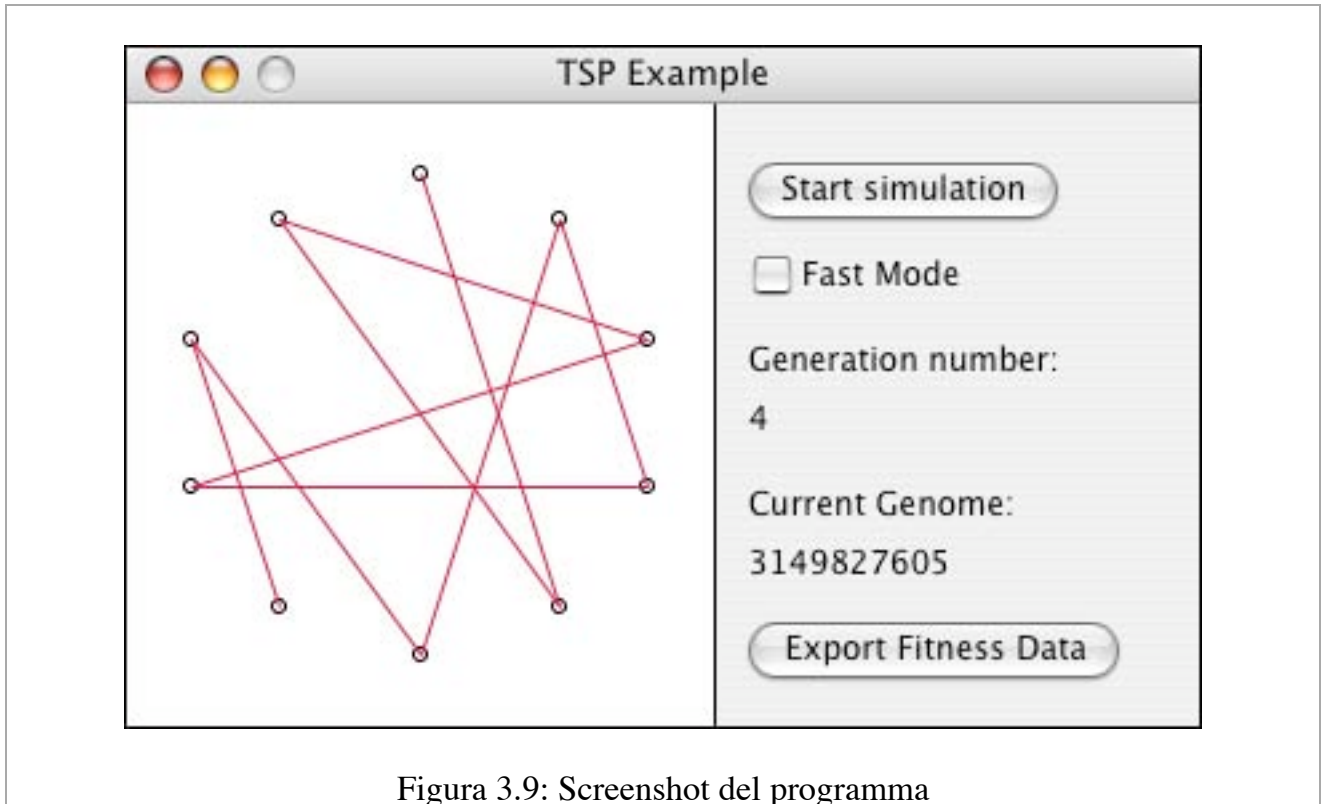 TSP Example
Start simulation
Fast Mode
Generation number:
4
Current Genome:
3149827605
Export Fitness Data
Figura 3.9: Screenshot del programma